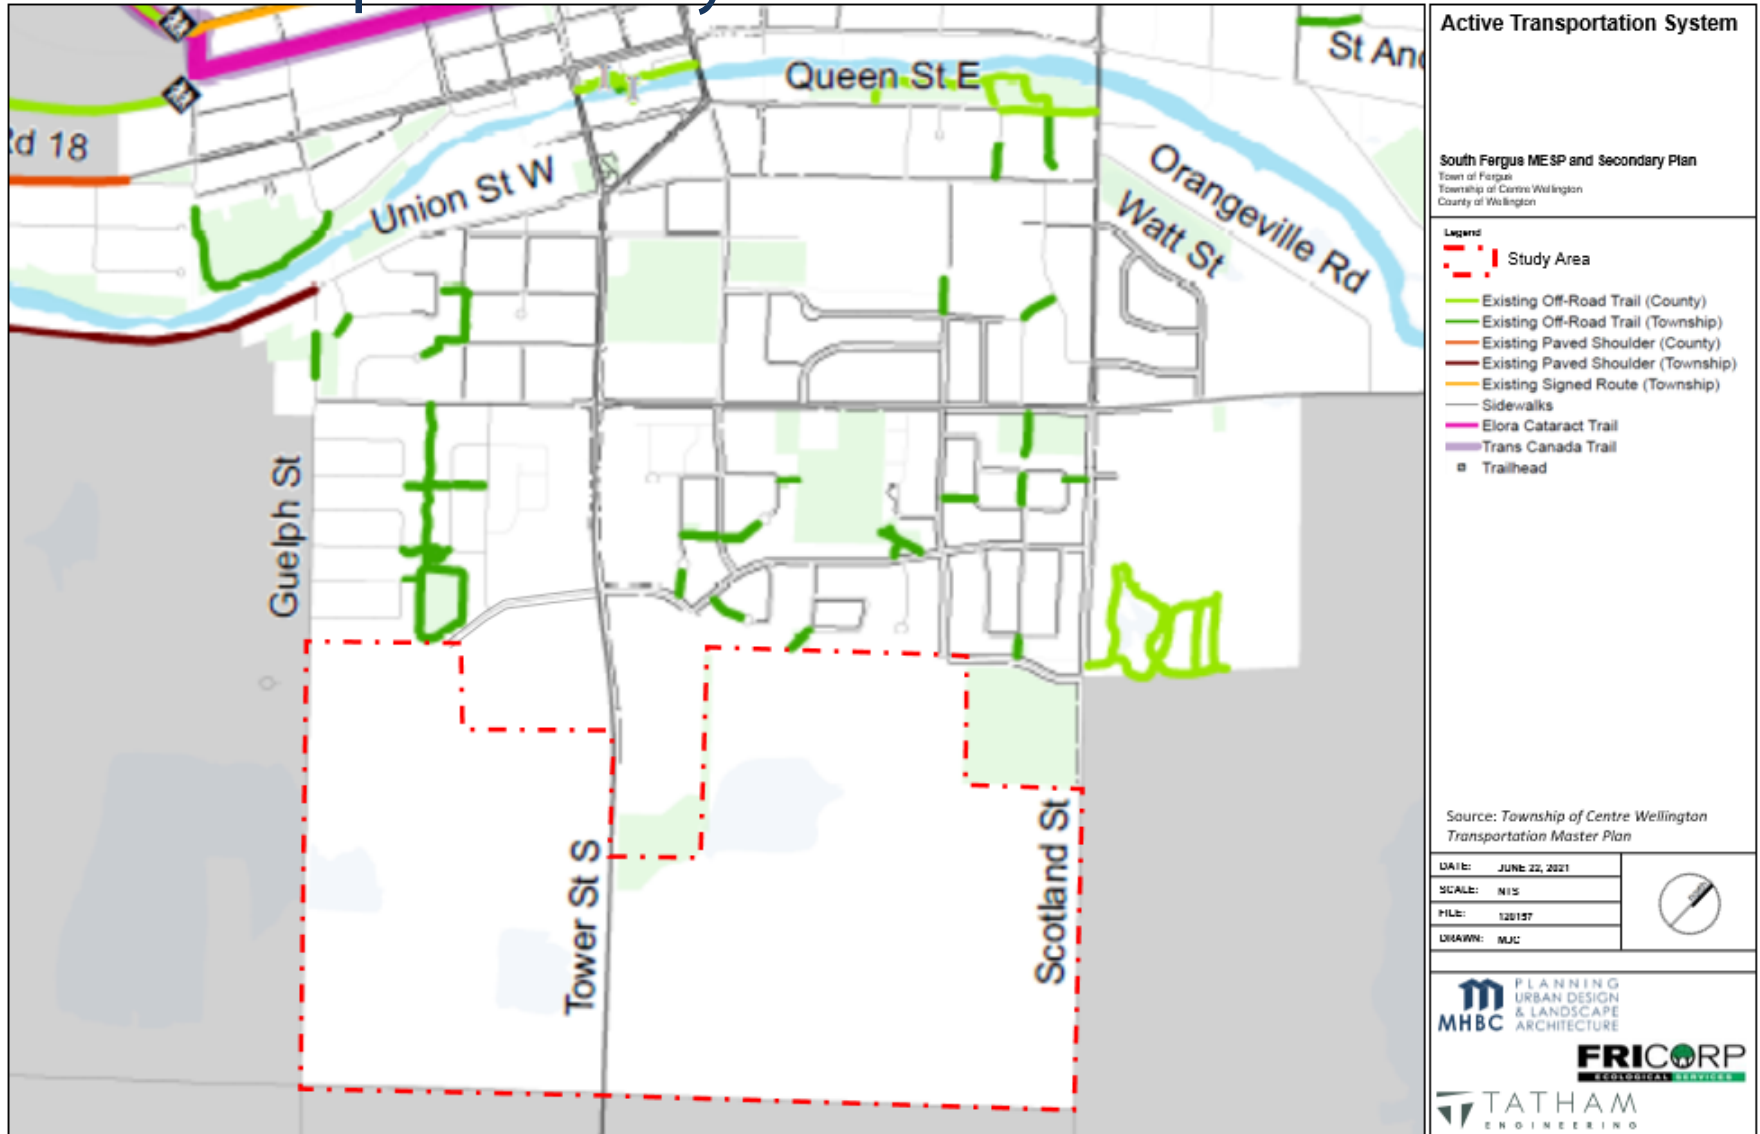 Active Transportation System
South Fergus MESP and Secondary Plan
Town of Fergus
Township of Centre Wellington
County of Wellington
Legend
Study Area
Existing Off-Road Trail (County)
Existing Off-Road Trail (Township)
Existing Paved Shoulder (County)
Existing Paved Shoulder (Township)
Existing Signed Route (Township)
Sidewalks
Elora Cataract Trail
Trans Canada Trail
Trailhead
Source: Township of Centre Wellington
Transportation Master Plan
DATE: JUNE 22, 2021
SCALE: NTS
FILE: 120157
DRAWN: MJC
MHBC
PLANNING
URBAN DESIGN
& LANDSCAPE
ARCHITECTURE
FRICORP
ECOLOGICAL SERVICES
TATHAM
ENGINEERING
Queen St E
St And
Rd 18
Union St W
Orangeville Rd
Watt St
Guelph St
Tower St S
Scotland St